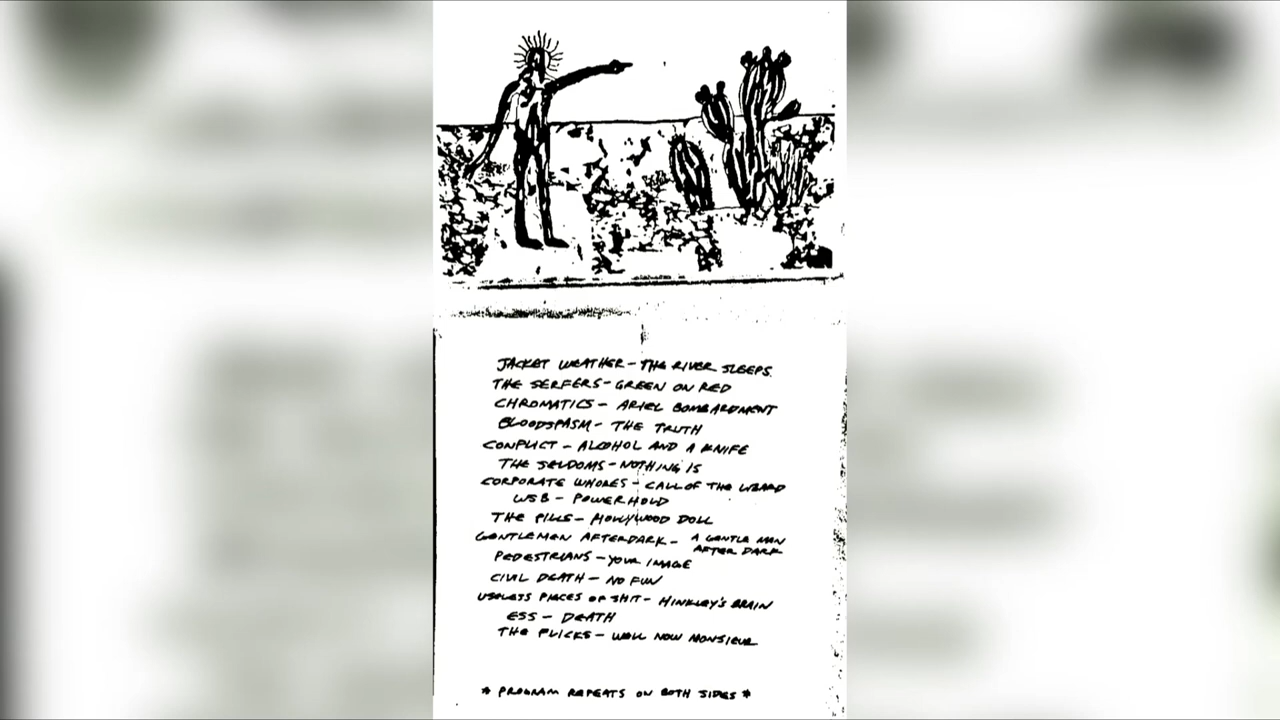 JACKET WEATHER - THE RIVER SLEEPS
THE SERFERS - GREEN ON RED
CHROMATICS - ARIEL BOMBARDMENT
BLOODSPASM - THE TRUTH
CONFLICT - ALCOHOL AND A KNIFE
THE SELDOMS - NOTHING IS
CORPORATE WHORES - CALL OF THE LIZARD
WSB - POWERHOLD
THE PILLS - HOLLYWOOD DOLL
GENTLEMEN AFTERDARK - A GENTLE MAN
AFTER DARK
PEDESTRIANS - YOUR IMAGE
CIVIL DEATH - NO FUN
USELESS PIECES OF SHIT - HINKLEY'S BRAIN
ESS - DEATH
THE FLICKS - WELL NOW MONSIEUR
* PROGRAM REPEATS ON BOTH SIDES *